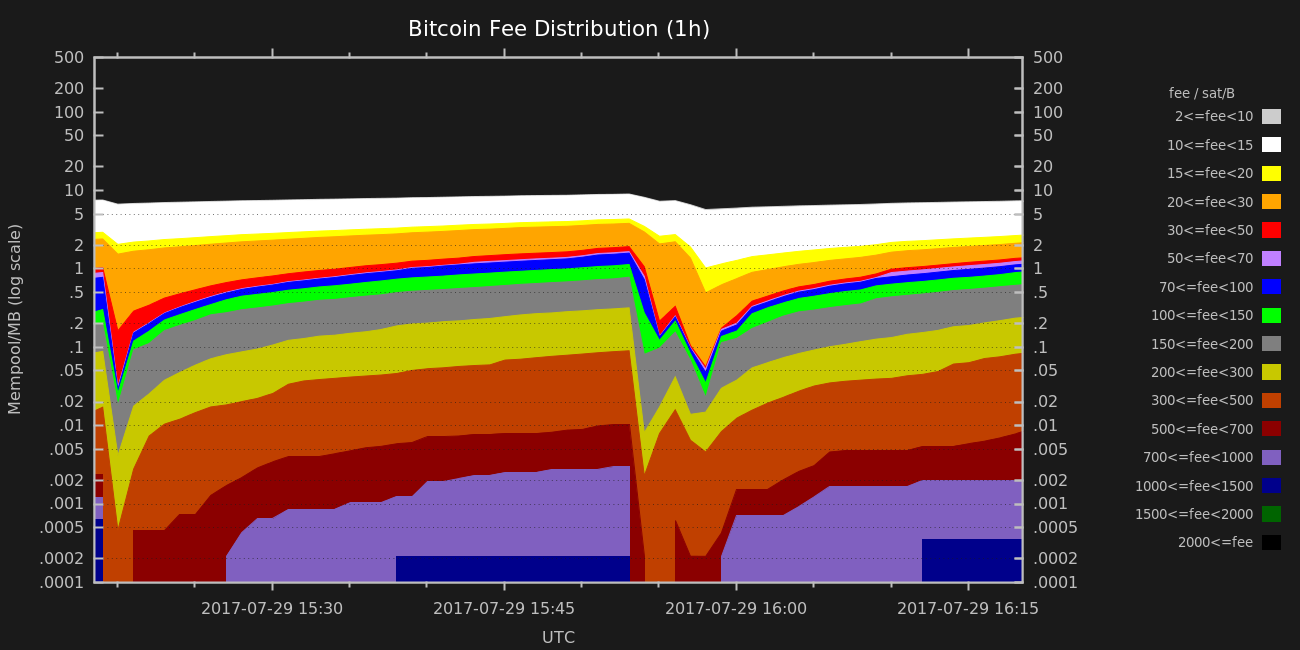 Bitcoin Fee Distribution (1h)
Mempool/MB (log scale)
500
200
100
50
20
10
5
2
1
.5
.2
.1
.05
.02
.01
.005
.002
.001
.0005
.0002
.0001
500
200
100
50
20
10
5
2
1
.5
.2
.1
.05
.02
.01
.005
.002
.001
.0005
.0002
.0001
2017-07-29 15:30
2017-07-29 15:45
2017-07-29 16:00
2017-07-29 16:15
UTC
fee / sat/B
2<=fee<10
10<=fee<15
15<=fee<20
20<=fee<30
30<=fee<50
50<=fee<70
70<=fee<100
100<=fee<150
150<=fee<200
200<=fee<300
300<=fee<500
500<=fee<700
700<=fee<1000
1000<=fee<1500
1500<=fee<2000
2000<=fee